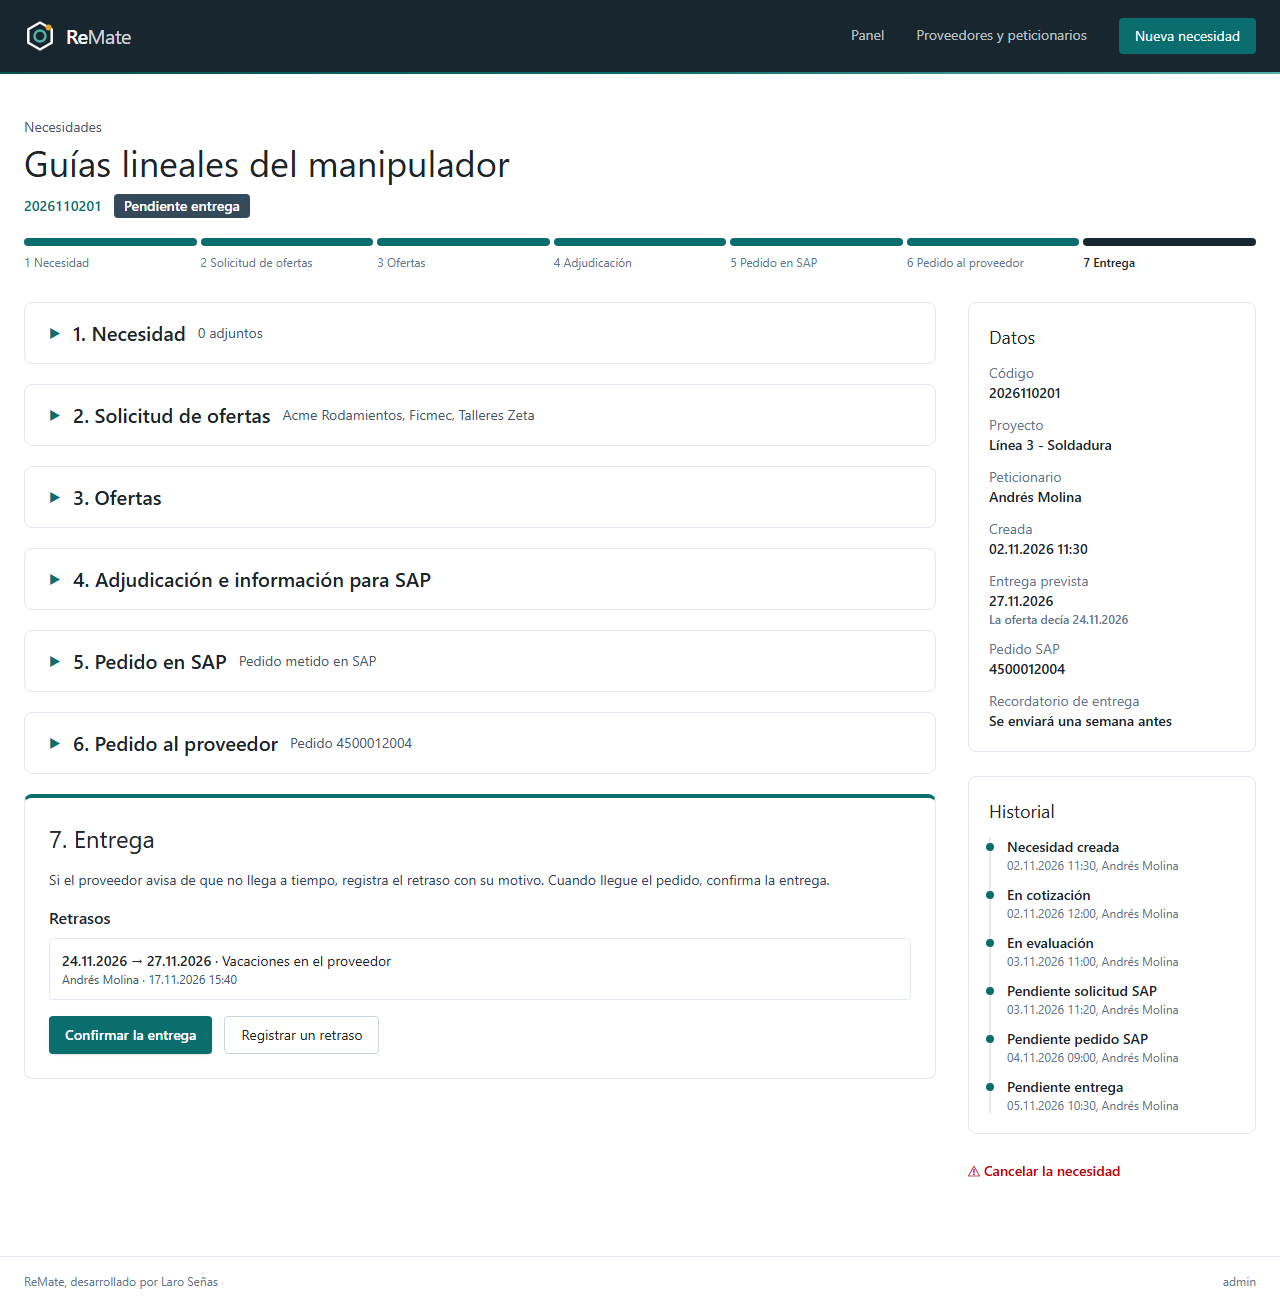 ReMate
Panel
Proveedores y peticionarios
Nueva necesidad
Necesidades
Guías lineales del manipulador
2026110201 Pendiente entrega
1 Necesidad
2 Solicitud de ofertas
3 Ofertas
4 Adjudicación
5 Pedido en SAP
6 Pedido al proveedor
7 Entrega
1. Necesidad 0 adjuntos
2. Solicitud de ofertas Acme Rodamientos, Ficmec, Talleres Zeta
3. Ofertas
4. Adjudicación e información para SAP
5. Pedido en SAP Pedido metido en SAP
6. Pedido al proveedor Pedido 4500012004
7. Entrega
Si el proveedor avisa de que no llega a tiempo, registra el retraso con su motivo. Cuando llegue el pedido, confirma la entrega.
Retrasos
24.11.2026 → 27.11.2026 · Vacaciones en el proveedor
Andrés Molina · 17.11.2026 15:40
Confirmar la entrega
Registrar un retraso
Datos
Código
2026110201
Proyecto
Línea 3 - Soldadura
Peticionario
Andrés Molina
Creada
02.11.2026 11:30
Entrega prevista
27.11.2026
La oferta decía 24.11.2026
Pedido SAP
4500012004
Recordatorio de entrega
Se enviará una semana antes
Historial
Necesidad creada
02.11.2026 11:30, Andrés Molina
En cotización
02.11.2026 12:00, Andrés Molina
En evaluación
03.11.2026 11:00, Andrés Molina
Pendiente solicitud SAP
03.11.2026 11:20, Andrés Molina
Pendiente pedido SAP
04.11.2026 09:00, Andrés Molina
Pendiente entrega
05.11.2026 10:30, Andrés Molina
⚠ Cancelar la necesidad
ReMate, desarrollado por Laro Señas
admin